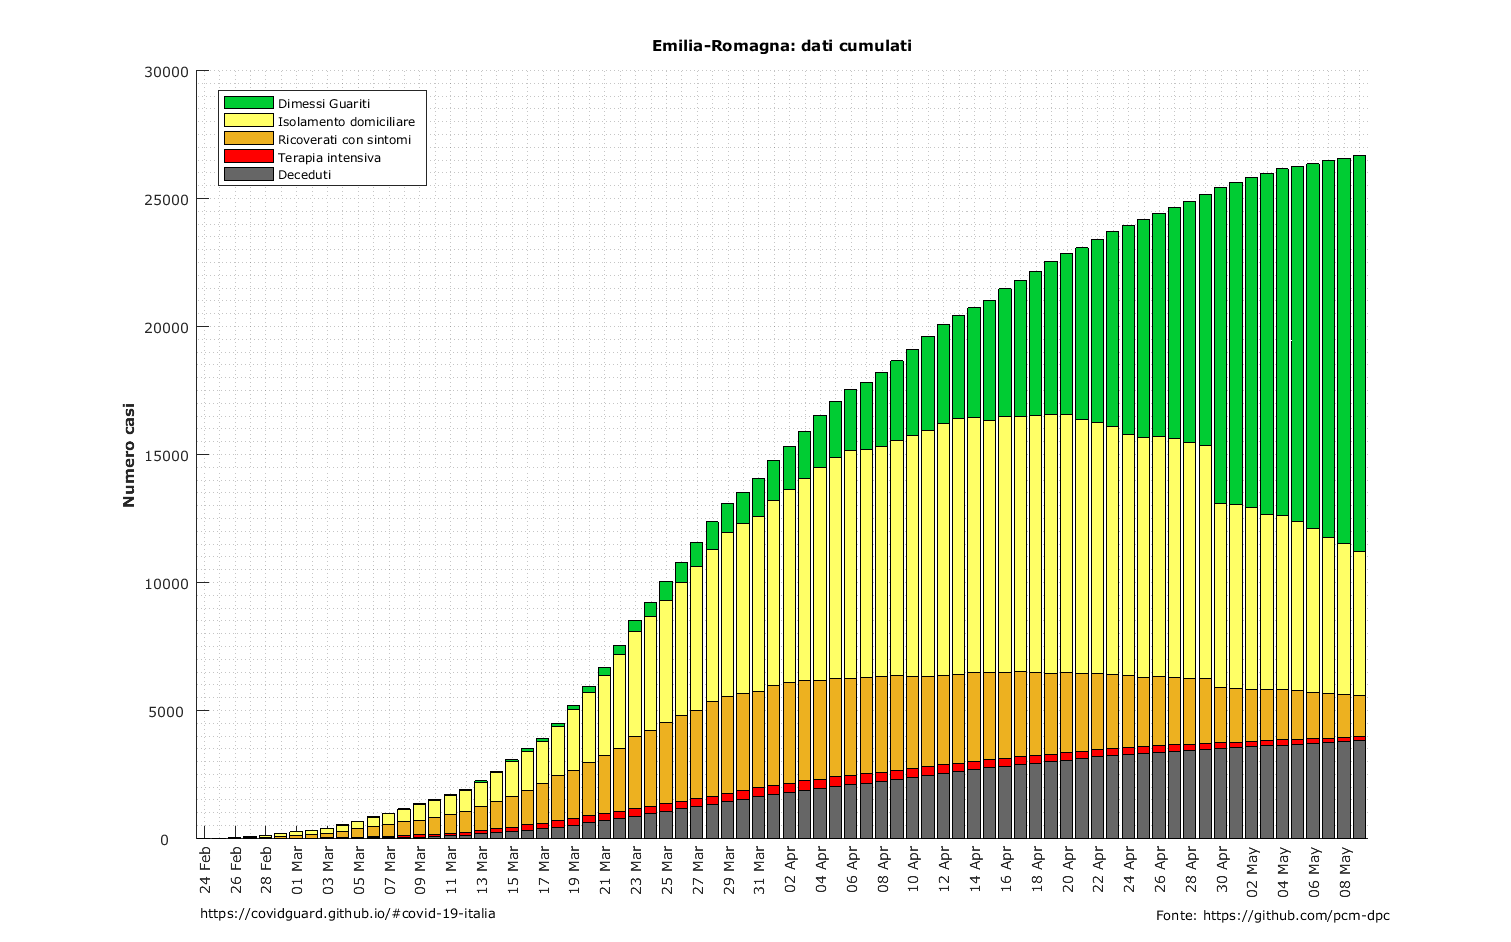 Emilia-Romagna: dati cumulati
30000
25000
20000
15000
10000
5000
0
Numero casi
Dimessi Guariti
Isolamento domiciliare
Ricoverati con sintomi
Terapia intensiva
Deceduti
24 Feb
26 Feb
28 Feb
01 Mar
03 Mar
05 Mar
07 Mar
09 Mar
11 Mar
13 Mar
15 Mar
17 Mar
19 Mar
21 Mar
23 Mar
25 Mar
27 Mar
29 Mar
31 Mar
02 Apr
04 Apr
06 Apr
08 Apr
10 Apr
12 Apr
14 Apr
16 Apr
18 Apr
20 Apr
22 Apr
24 Apr
26 Apr
28 Apr
30 Apr
02 May
04 May
06 May
08 May
https://covidguard.github.io/#covid-19-italia
Fonte: https://github.com/pcm-dpc